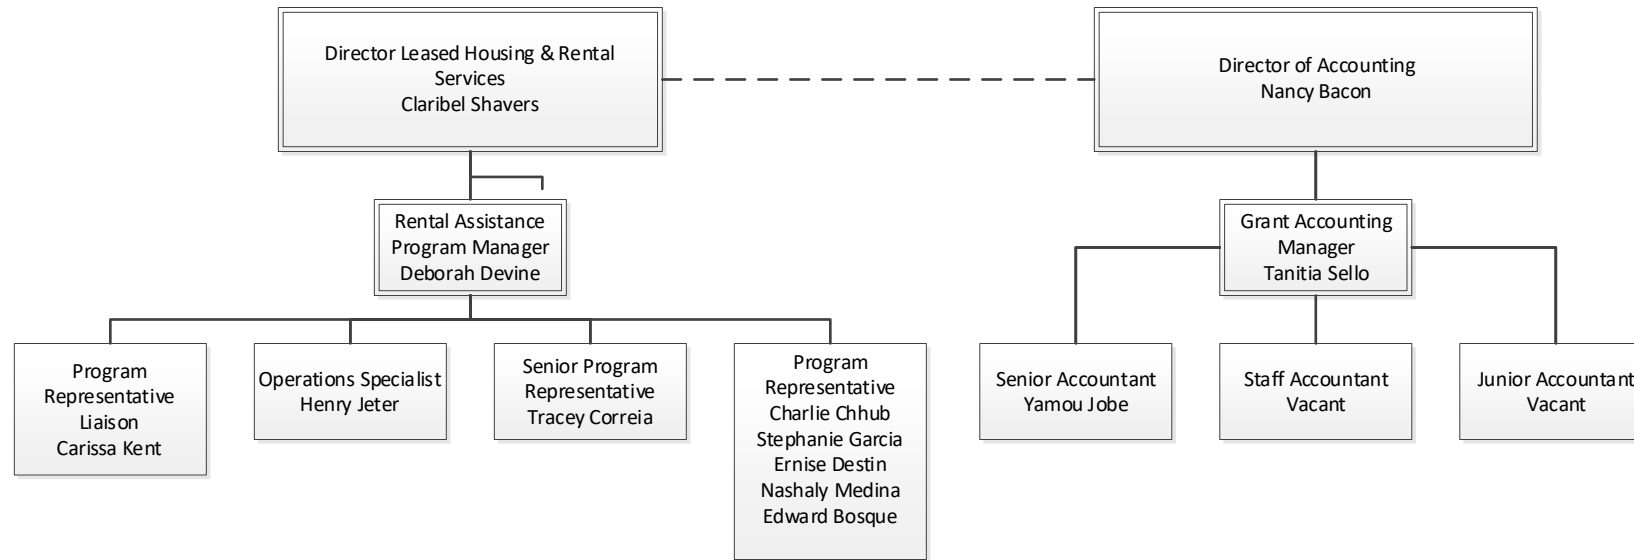 Director Leased Housing & Rental
Services
Claribel Shavers
Director of Accounting
Nancy Bacon
Rental Assistance
Program Manager
Deborah Devine
Grant Accounting
Manager
Tanitia Sello
Program
Representative
Liaison
Carissa Kent
Operations Specialist
Henry Jeter
Senior Program
Representative
Tracey Correia
Program
Representative
Charlie Chhub
Stephanie Garcia
Ernise Destin
Nashaly Medina
Edward Bosque
Senior Accountant
Yamou Jobe
Staff Accountant
Vacant
Junior Accountant
Vacant